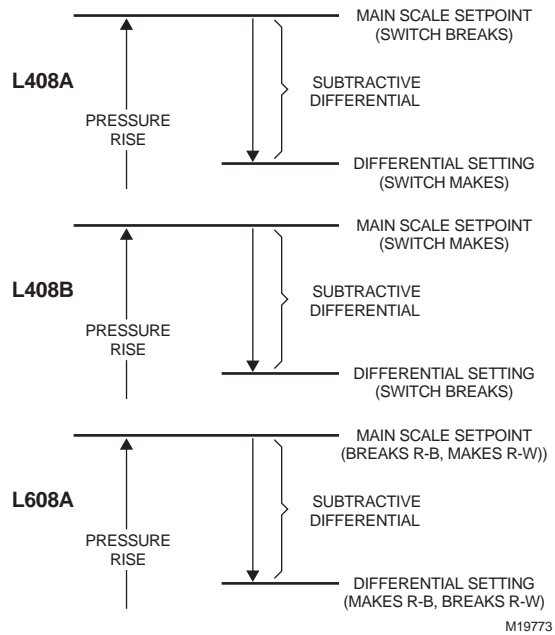 MAIN SCALE SETPOINT
(SWITCH BREAKS)
L408A
SUBTRACTIVE
DIFFERENTIAL
PRESSURE
RISE
DIFFERENTIAL SETTING
(SWITCH MAKES)
MAIN SCALE SETPOINT
(SWITCH MAKES)
L408B
SUBTRACTIVE
DIFFERENTIAL
PRESSURE
RISE
DIFFERENTIAL SETTING
(SWITCH BREAKS)
MAIN SCALE SETPOINT
(BREAKS R-B, MAKES R-W))
L608A
SUBTRACTIVE
DIFFERENTIAL
PRESSURE
RISE
DIFFERENTIAL SETTING
(MAKES R-B, BREAKS R-W)
M19773